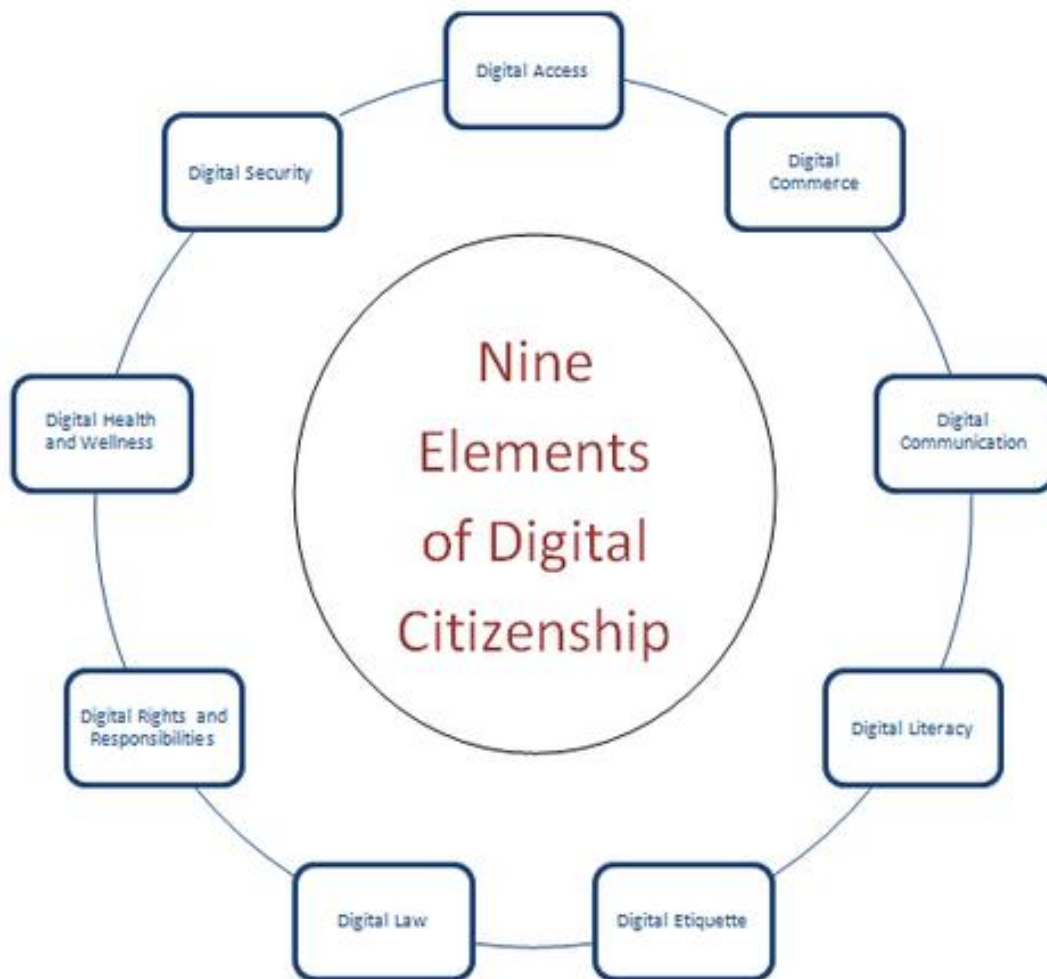 Digital Access
Digital
Commerce
Digital
Communication
Digital Literacy
Digital Etiquette
Digital Law
Digital Rights and
Responsibilities
Digital Health
and Wellness
Digital Security
Nine
Elements
of Digital
Citizenship